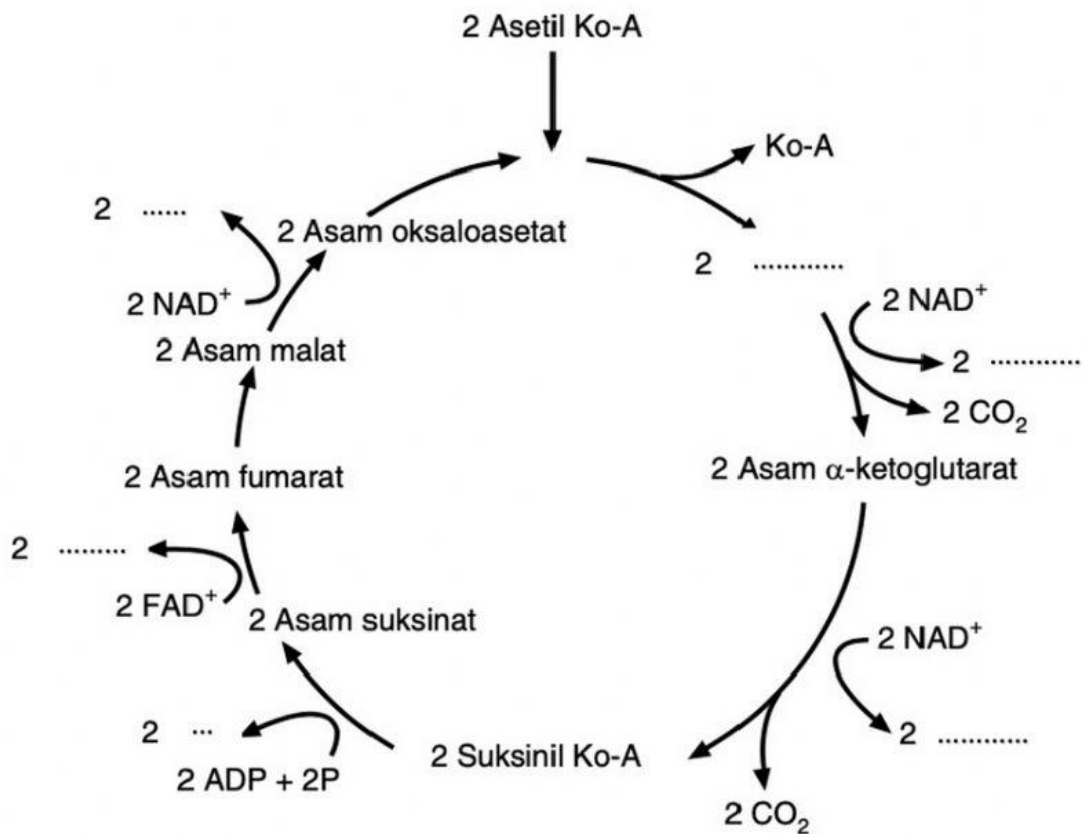 2 Asetil Ko-A
Ko-A
2 ......
2 Asam oksaloasetat
2 ............
2 NAD⁺
2 NAD⁺
2 Asam malat
2 ............
2 CO₂
2 Asam fumarat
2 Asam α-ketoglutarat
2 .........
2 FAD⁺
2 Asam suksinat
2 NAD⁺
2 ...
2 ............
2 Suksinil Ko-A
2 ADP + 2P
2 CO₂